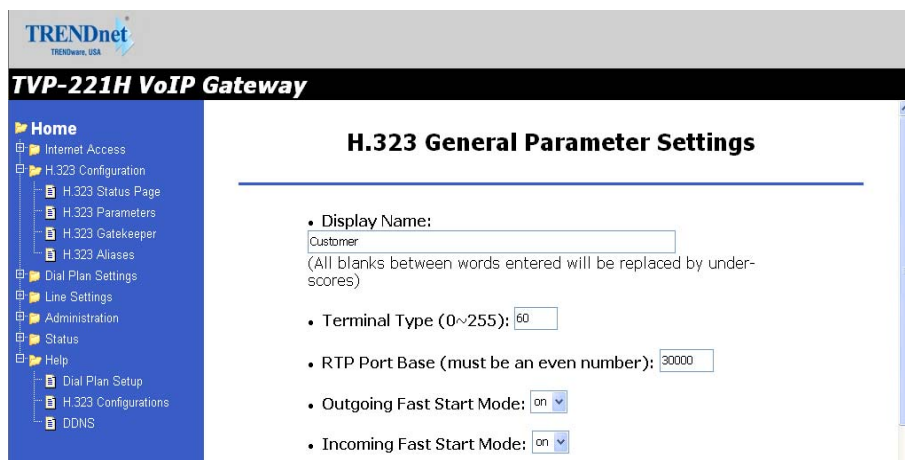 TRENDnet
TRENDware, USA
TVP-221H VoIP Gateway
Home
Internet Access
H.323 Configuration
H.323 Status Page
H.323 Parameters
H.323 Gatekeeper
H.323 Aliases
Dial Plan Settings
Line Settings
Administration
Status
Help
Dial Plan Setup
H.323 Configurations
DDNS
H.323 General Parameter Settings
• Display Name:
Customer
(All blanks between words entered will be replaced by under-
scores)
• Terminal Type (0~255): 60
• RTP Port Base (must be an even number): 30000
• Outgoing Fast Start Mode: on
• Incoming Fast Start Mode: on